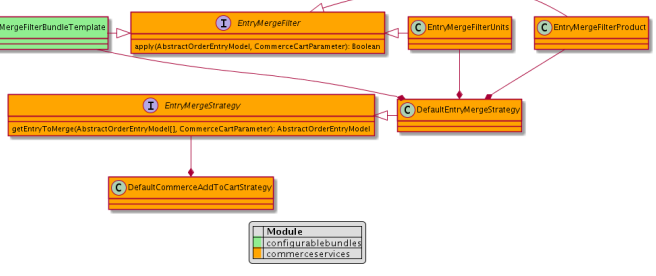 MergeFilterBundleTemplate
I EntryMergeFilter
apply(AbstractOrderEntryModel, CommerceCartParameter): Boolean
C EntryMergeFilterUnits
C EntryMergeFilterProduct
I EntryMergeStrategy
getEntryToMerge(AbstractOrderEntryModel[], CommerceCartParameter): AbstractOrderEntryModel
C DefaultEntryMergeStrategy
C DefaultCommerceAddToCartStrategy
Module
configurablebundles
commerceservices